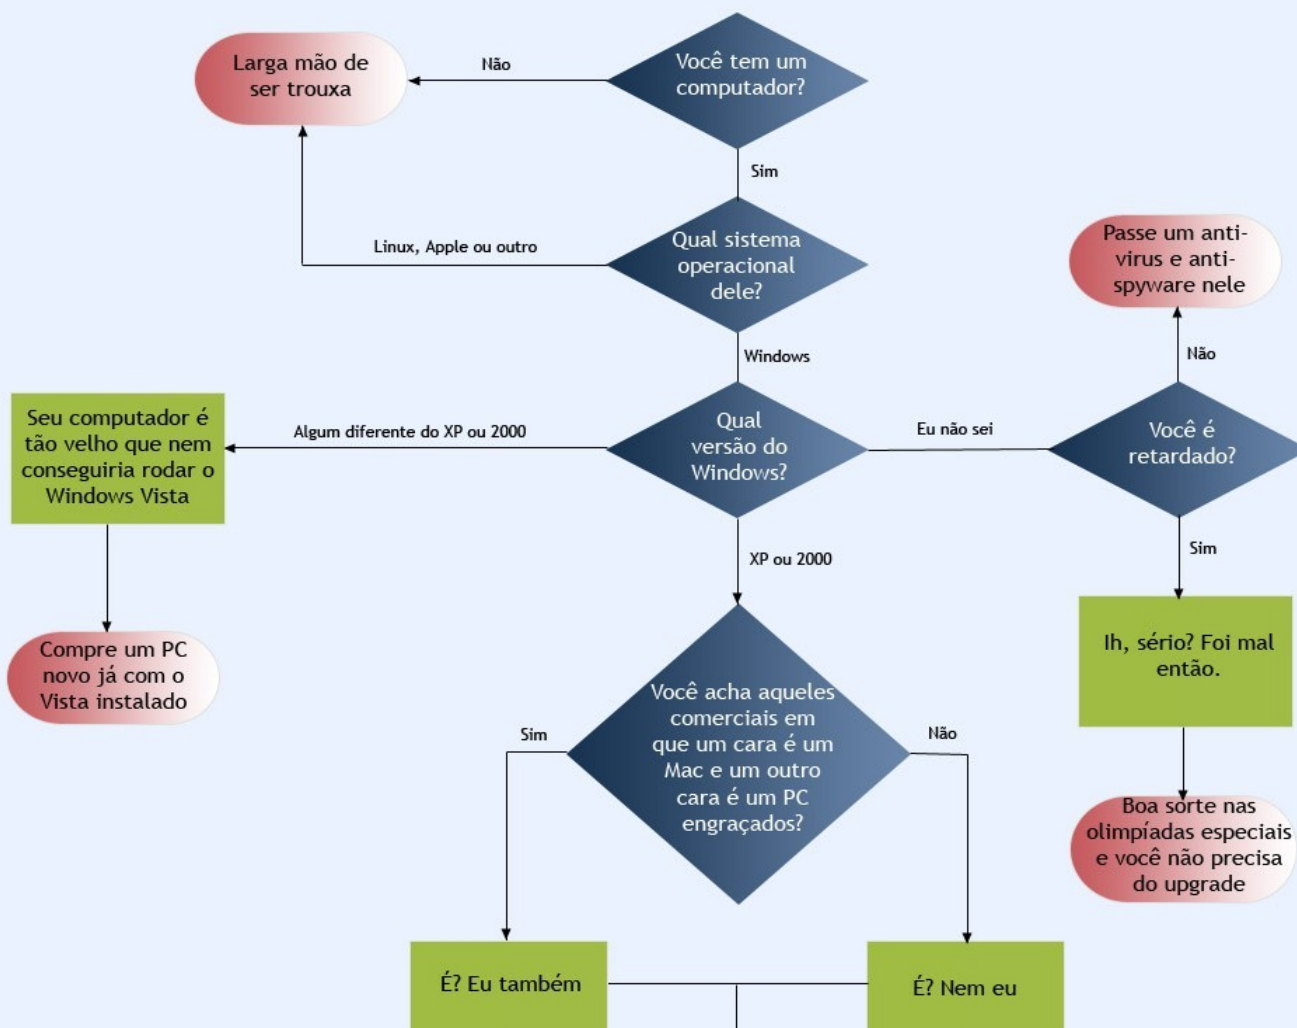 Você tem um
computador?
Não
Larga mão de
ser trouxa
Sim
Qual sistema
operacional
dele?
Linux, Apple ou outro
Windows
Qual
versão do
Windows?
Algum diferente do XP ou 2000
Seu computador é
tão velho que nem
conseguiria rodar o
Windows Vista
Compre um PC
novo já com o
Vista instalado
Eu não sei
Você é
retardado?
Não
Passe um anti-
virus e anti-
spyware nele
Sim
Ih, sério? Foi mal
então.
Boa sorte nas
olimpíadas especiais
e você não precisa
do upgrade
XP ou 2000
Você acha aqueles
comerciais em
que um cara é um
Mac e um outro
cara é um PC
engraçados?
Sim
É? Eu também
Não
É? Nem eu